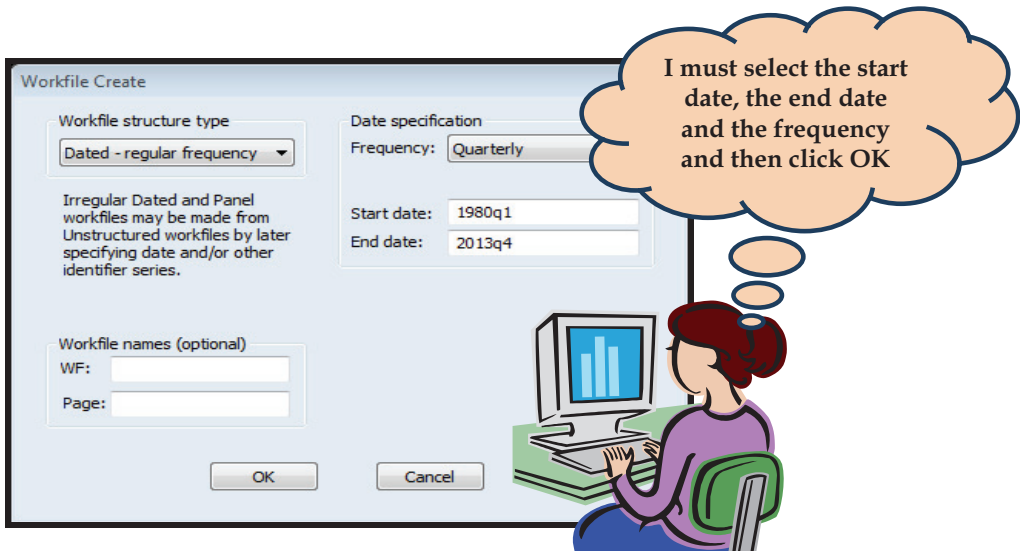 Workfile Create
Workfile structure type
Dated - regular frequency
Irregular Dated and Panel
workfiles may be made from
Unstructured workfiles by later
specifying date and/or other
identifier series.
Date specification
Frequency: Quarterly
Start date: 1980q1
End date: 2013q4
Workfile names (optional)
WF:
Page:
OK Cancel
I must select the start
date, the end date
and the frequency
and then click OK